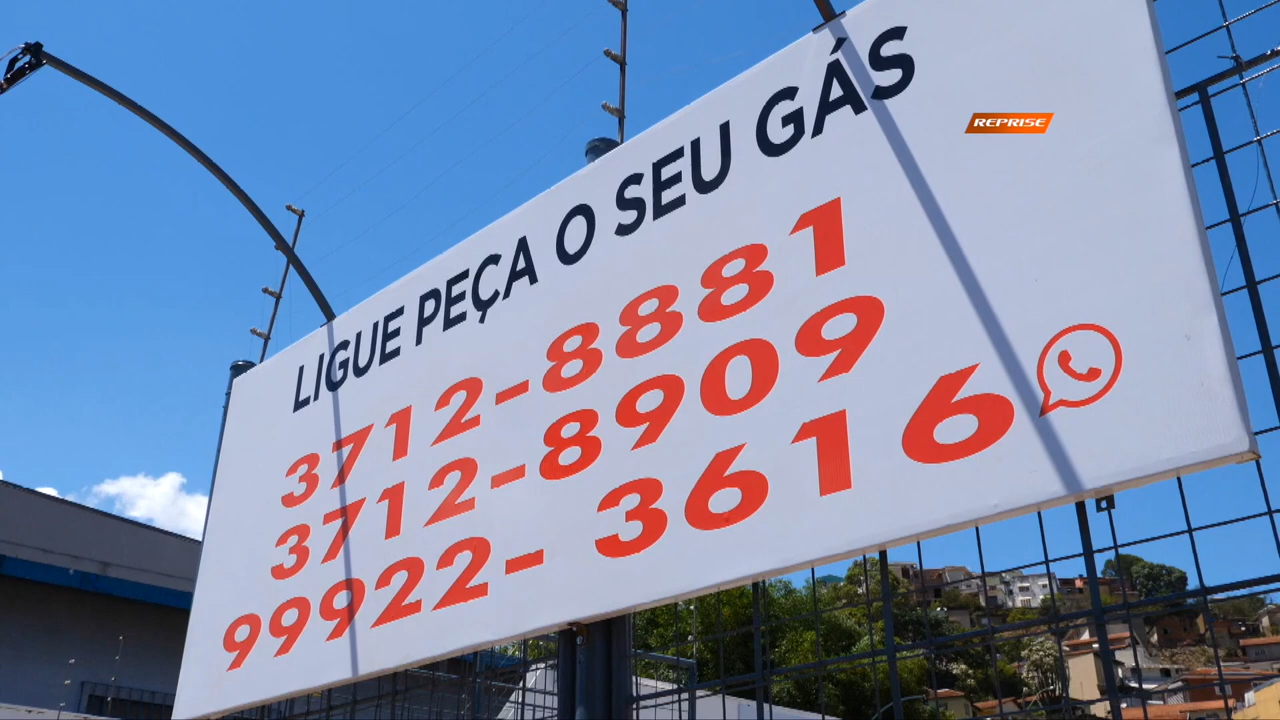 REPRISE
LIGUE PEÇA O SEU GÁS
3712-8881
3712-8909
99922- 3616